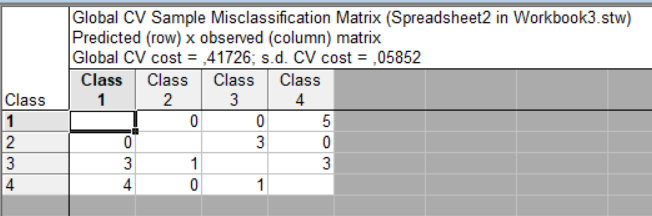 Global CV Sample Misclassification Matrix (Spreadsheet2 in Workbook3.stw)
Predicted (row) x observed (column) matrix
Global CV cost = ,41726; s.d. CV cost = ,05852
Class Class 1 Class 2 Class 3 Class 4
1 0 0 5
2 0 3 0
3 3 1 3
4 4 0 1